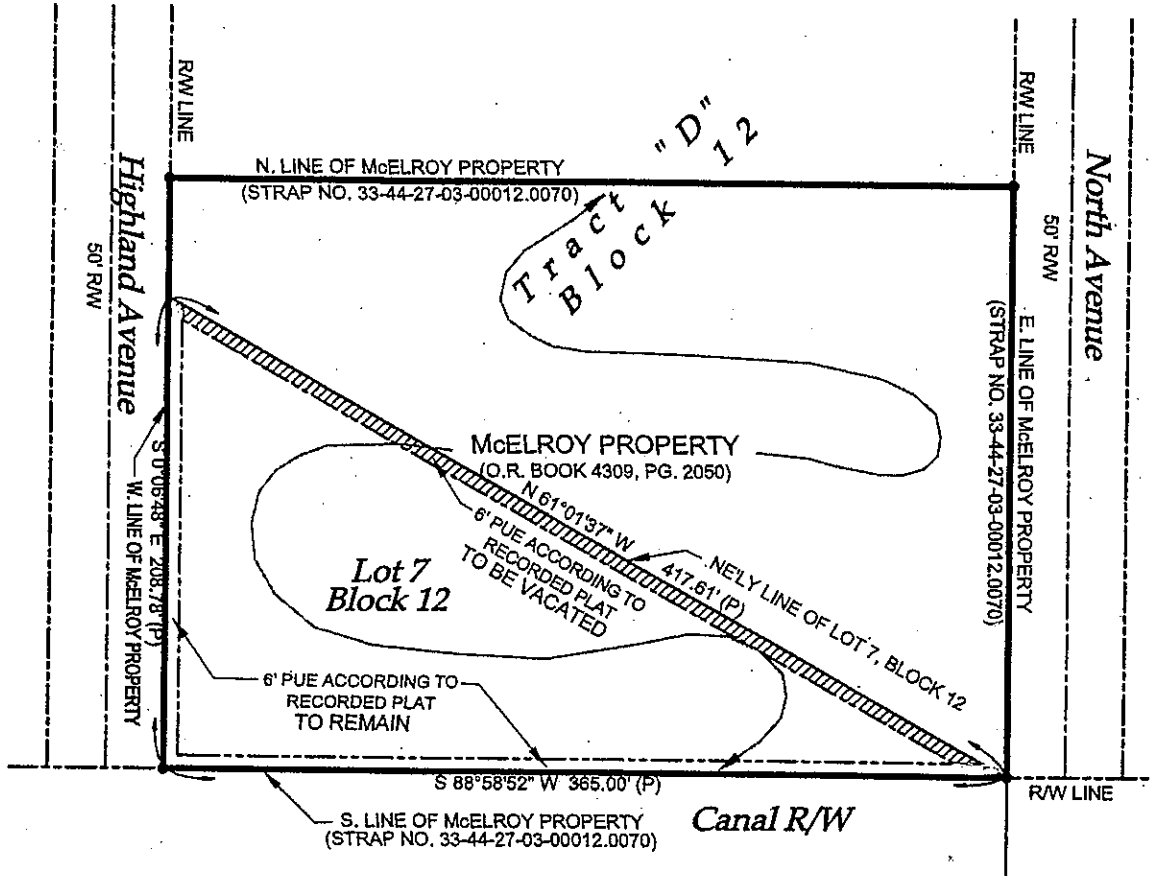 R/W LINE
R/W LINE
"D"
12
Tract
Block
N. LINE OF McELROY PROPERTY
(STRAP NO. 33-44-27-03-00012.0070)
Highland Avenue
50' R/W
North Avenue
50' R/W
E. LINE OF McELROY PROPERTY
(STRAP NO. 33-44-27-03-00012.0070)
McELROY PROPERTY
(O.R. BOOK 4309, PG. 2050)
N 61°01'37" W
417.61' (P)
NE'LY LINE OF LOT 7, BLOCK 12
6' PUE ACCORDING TO
RECORDED PLAT
TO BE VACATED
Lot 7
Block 12
S 0°06'48" E 208.78' (P)
W. LINE OF McELROY PROPERTY
6' PUE ACCORDING TO
RECORDED PLAT
TO REMAIN
S 88°58'52" W 365.00' (P)
R/W LINE
S. LINE OF McELROY PROPERTY
(STRAP NO. 33-44-27-03-00012.0070)
Canal R/W